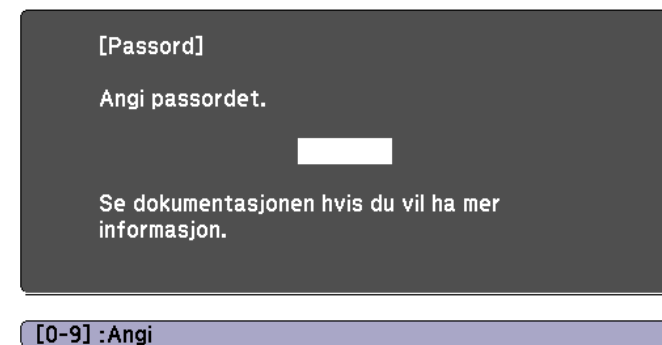 [Passord]
Angi passordet.
Se dokumentasjonen hvis du vil ha mer
informasjon.
[0-9] :Angi